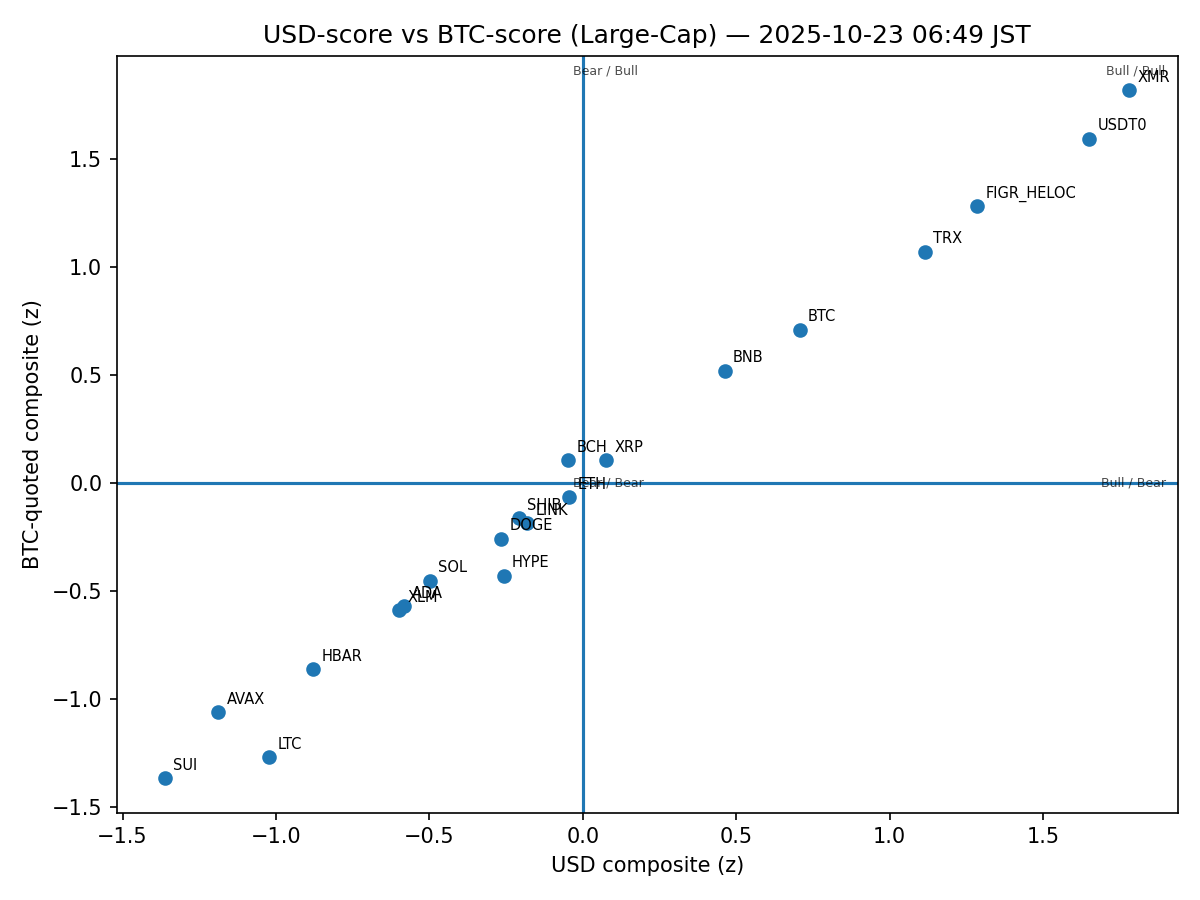 USD-score vs BTC-score (Large-Cap) — 2025-10-23 06:49 JST
Bear / Bull
Bull / Bull
XMR
USDT0
1.5
FIGR_HELOC
TRX
1.0
BTC
BNB
0.5
BCH
XRP
0.0
ETH
Bear / Bear
Bull / Bear
SHIB
LINK
DOGE
HYPE
SOL
−0.5
ADA
XLM
HBAR
AVAX
−1.0
LTC
SUI
−1.5
−1.5
−1.0
−0.5
0.0
0.5
1.0
1.5
USD composite (z)
BTC-quoted composite (z)